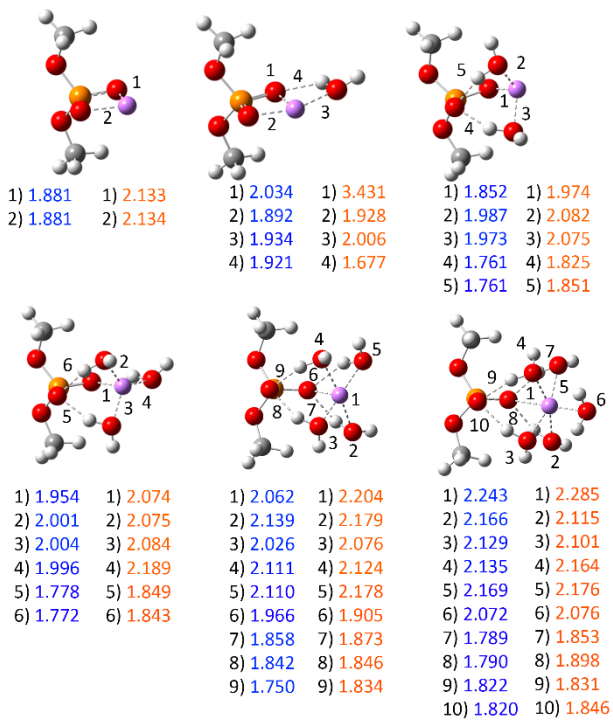 1
2
1) 1.881 1) 2.133
2) 1.881 2) 2.134
1 4
2 3
1) 2.034 1) 3.431
2) 1.892 2) 1.928
3) 1.934 3) 2.006
4) 1.921 4) 1.677
5 2
1
4 3
1) 1.852 1) 1.974
2) 1.987 2) 2.082
3) 1.973 3) 2.075
4) 1.761 4) 1.825
5) 1.761 5) 1.851
6 2
1 4
5 3
1) 1.954 1) 2.074
2) 2.001 2) 2.075
3) 2.004 3) 2.084
4) 1.996 4) 2.189
5) 1.778 5) 1.849
6) 1.772 6) 1.843
4 5
9 6
1
8 7
3 2
1) 2.062 1) 2.204
2) 2.139 2) 2.179
3) 2.026 3) 2.076
4) 2.111 4) 2.124
5) 2.110 5) 2.178
6) 1.966 6) 1.905
7) 1.858 7) 1.873
8) 1.842 8) 1.846
9) 1.750 9) 1.834
4 7
9 5
1 6
10 8
3 2
1) 2.243 1) 2.285
2) 2.166 2) 2.115
3) 2.129 3) 2.101
4) 2.135 4) 2.164
5) 2.169 5) 2.176
6) 2.072 6) 2.076
7) 1.789 7) 1.853
8) 1.790 8) 1.898
9) 1.822 9) 1.831
10) 1.820 10) 1.846